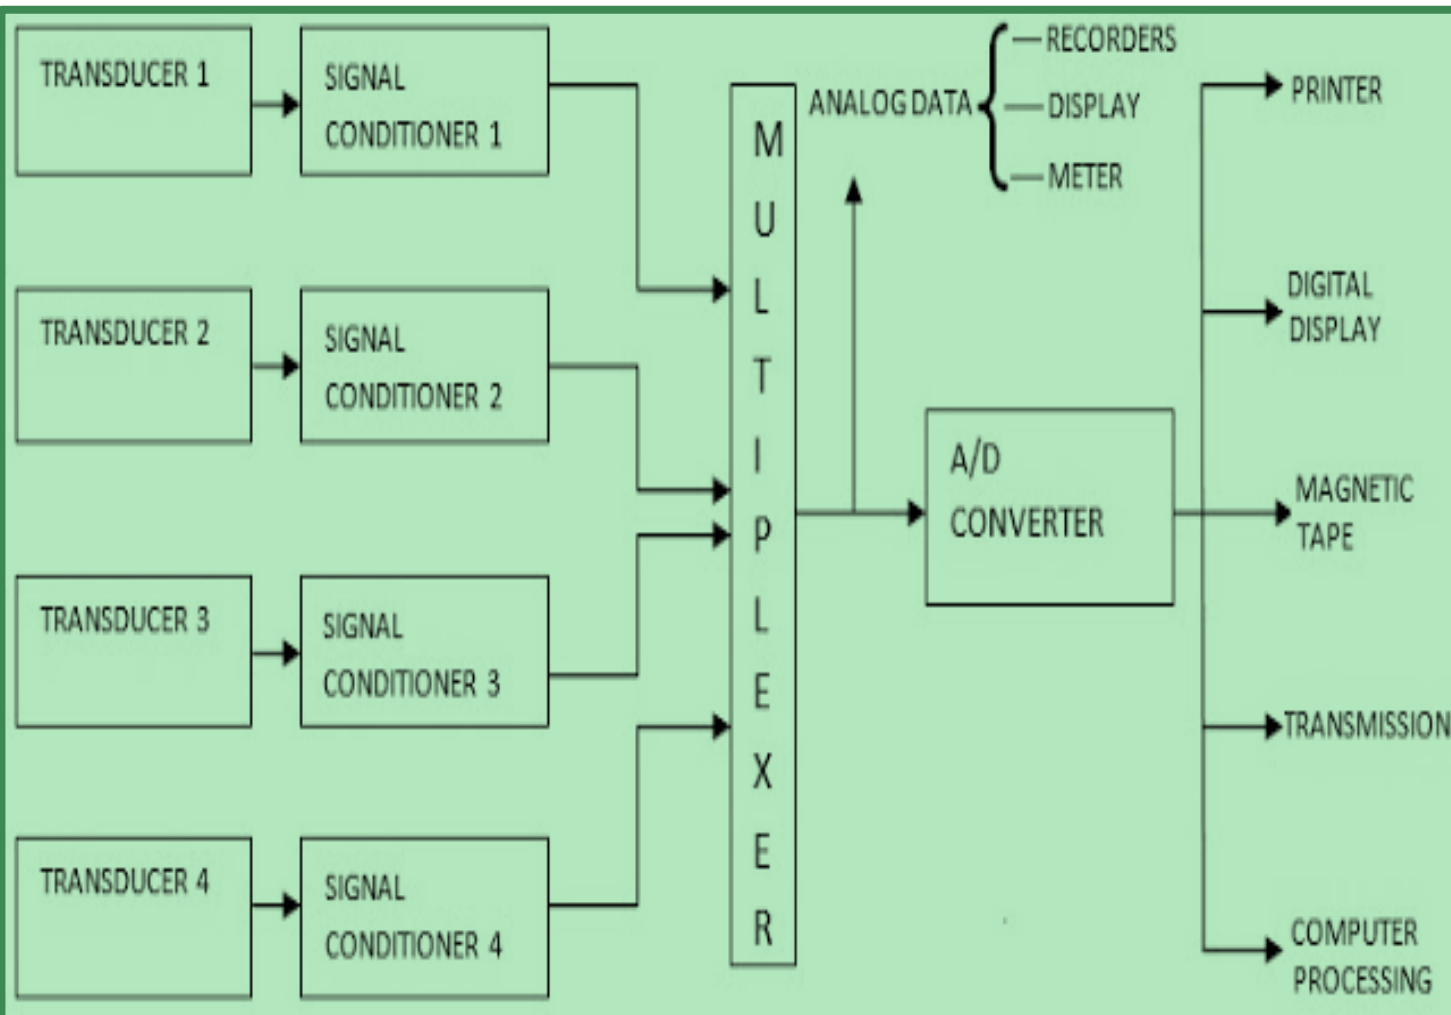 TRANSDUCER 1
SIGNAL
CONDITIONER 1
TRANSDUCER 2
SIGNAL
CONDITIONER 2
TRANSDUCER 3
SIGNAL
CONDITIONER 3
TRANSDUCER 4
SIGNAL
CONDITIONER 4
MULTIPLEXER
ANALOG DATA
RECORDERS
DISPLAY
METER
A/D
CONVERTER
PRINTER
DIGITAL
DISPLAY
MAGNETIC
TAPE
TRANSMISSION
COMPUTER
PROCESSING